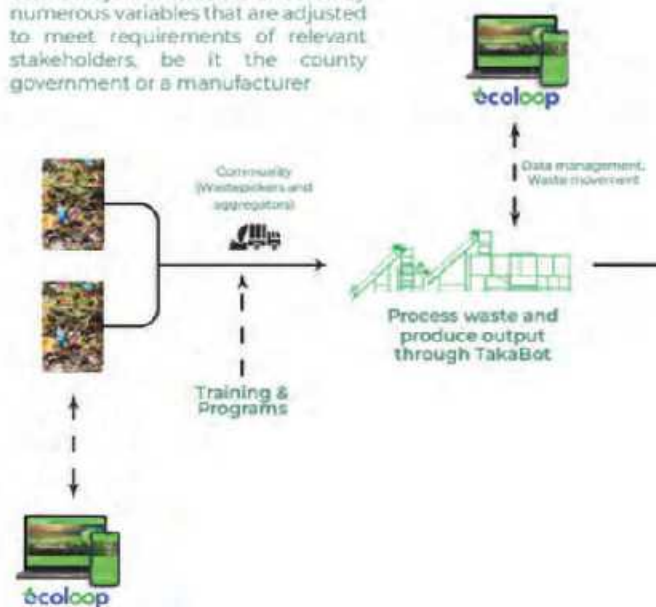 numerous variables that are adjusted
to meet requirements of relevant
stakeholders, be it the county
government or a manufacturer
ecoloop
Data management,
Waste movement
Community
(Wastepickers and
aggregators)
Process waste and
produce output
through TakaBot
Training &
Programs
ecoloop